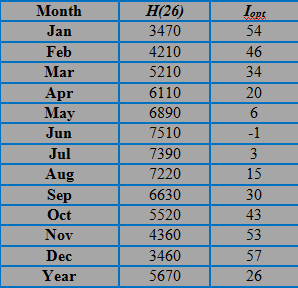 Month H(26) Iopt
Jan 3470 54
Feb 4210 46
Mar 5210 34
Apr 6110 20
May 6890 6
Jun 7510 -1
Jul 7390 3
Aug 7220 15
Sep 6630 30
Oct 5520 43
Nov 4360 53
Dec 3460 57
Year 5670 26